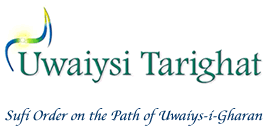 Uwaiysi Tarighat
Sufi Order on the Path of Uwaiys-i-Gharan